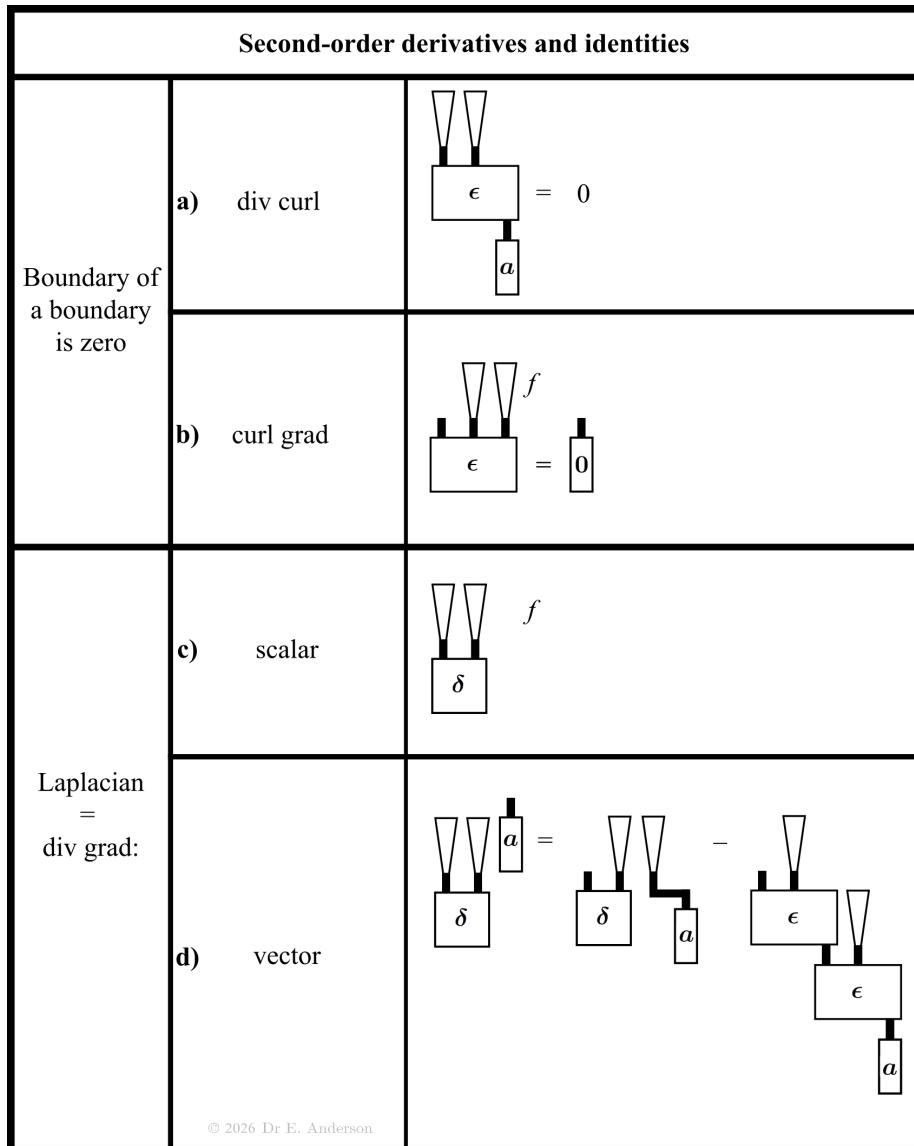 Second-order derivatives and identities
Boundary of
a boundary
is zero
a) div curl
ϵ = 0
a
b) curl grad
f
ϵ = 0
Laplacian
=
div grad:
c) scalar
f
δ
d) vector
a = −
δ δ a ϵ
ϵ
a
© 2026 Dr E. Anderson